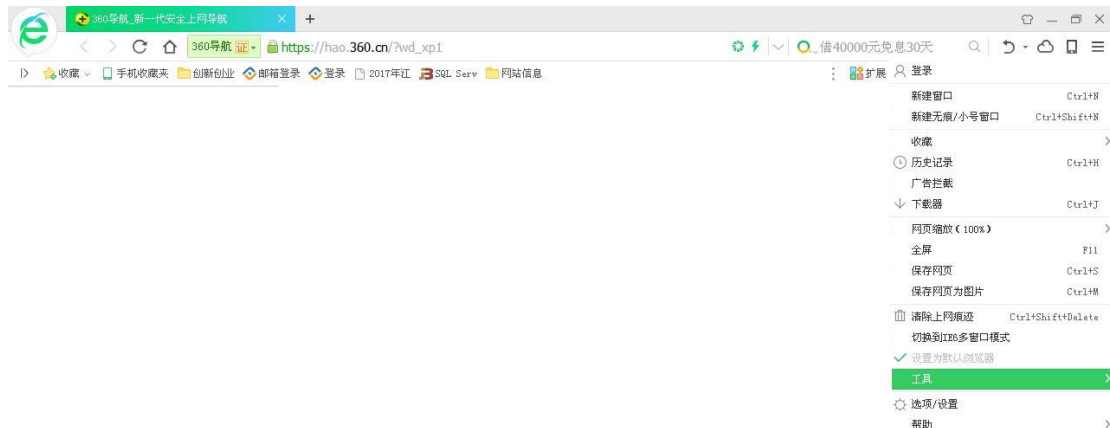 360导航_新一代安全上网导航
360导航 证 https://hao.360.cn/?wd_xp1 借40000元免息30天
收藏 手机收藏夹 创新创业 邮箱登录 登录 2017年江 SQL Serv 网站信息 扩展
登录
新建窗口 Ctrl+N
新建无痕/小号窗口 Ctrl+Shift+N
收藏
历史记录 Ctrl+H
广告拦截
下载器 Ctrl+J
网页缩放(100%)
全屏 F11
保存网页 Ctrl+S
保存网页为图片 Ctrl+M
清除上网痕迹 Ctrl+Shift+Delete
切换到IE6多窗口模式
设置为默认浏览器
工具
选项/设置
帮助